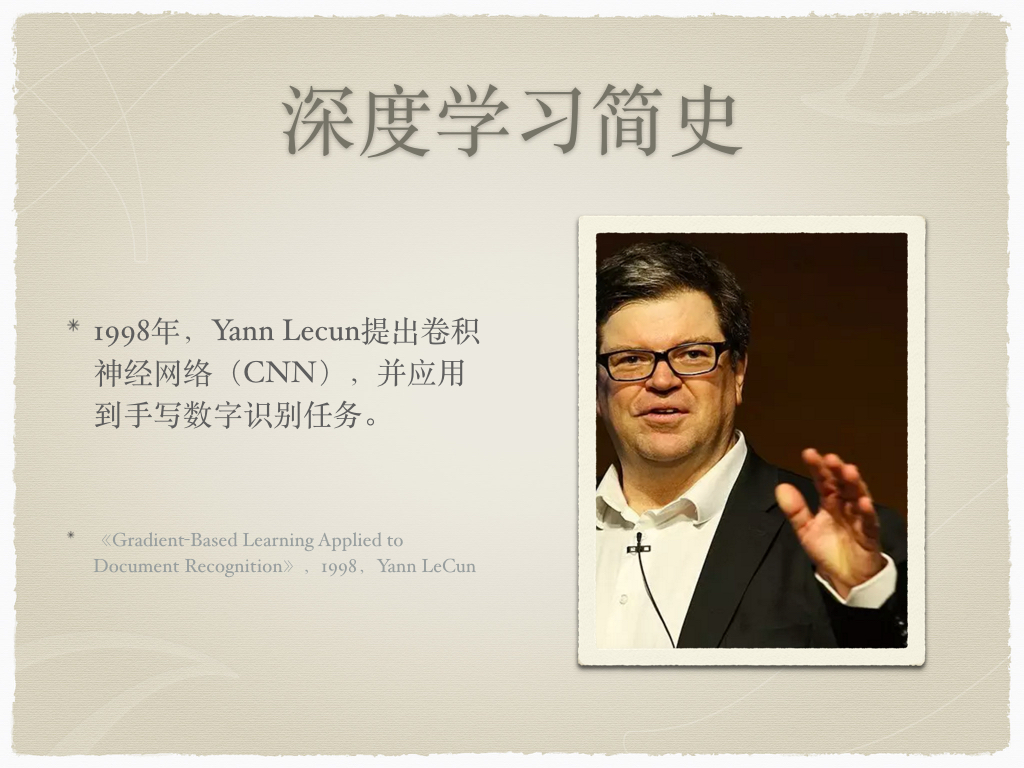 深度学习简史
* 1998年，Yann Lecun提出卷积
神经网络（CNN），并应用
到手写数字识别任务。
* 《Gradient-Based Learning Applied to
Document Recognition》，1998，Yann LeCun